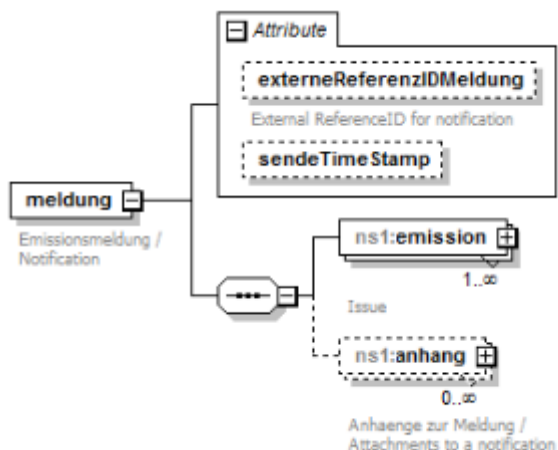 Attribute
externeReferenzIDMeldung
External ReferenceID for notification
sendeTimeStamp
meldung
Emissionsmeldung /
Notification
ns1:emission
1..∞
Issue
ns1:anhang
0..∞
Anhaenge zur Meldung /
Attachments to a notification